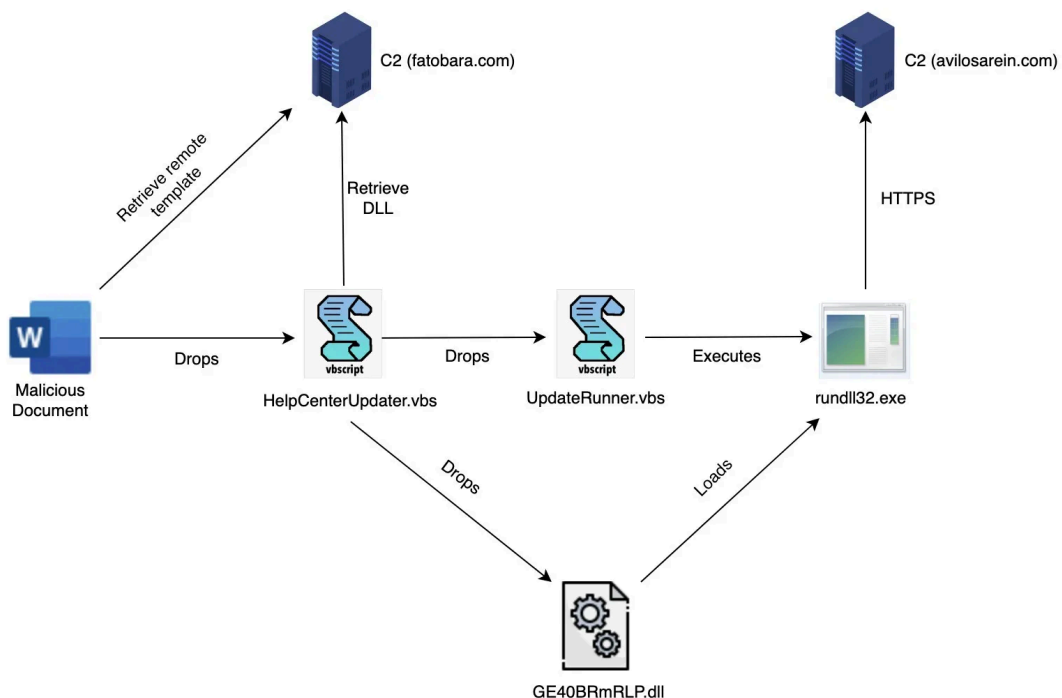 C2 (fatobara.com)
C2 (avilosarein.com)
Retrieve remote
template
Retrieve
DLL
HTTPS
W
Malicious
Document
Drops
vbscript
HelpCenterUpdater.vbs
Drops
vbscript
UpdateRunner.vbs
Executes
rundll32.exe
Drops
Loads
GE40BRmRLP.dll